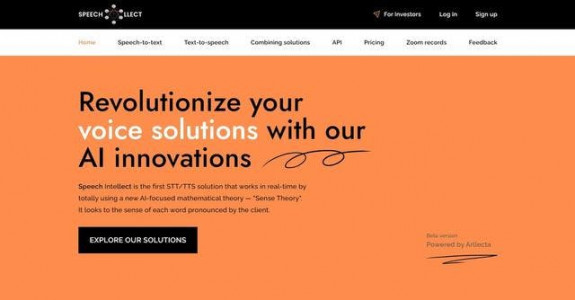 SPEECH LLECT
For Investors Log in Sign up
Home Speech-to-text Text-to-speech Combining solutions API Pricing Zoom records Feedback
Revolutionize your
voice solutions with our
AI innovations
Speech Intellect is the first STT/TTS solution that works in real-time by
totally using a new AI-focused mathematical theory — "Sense Theory".
It looks to the sense of each word pronounced by the client.
EXPLORE OUR SOLUTIONS
Beta version
Powered by Artlecta